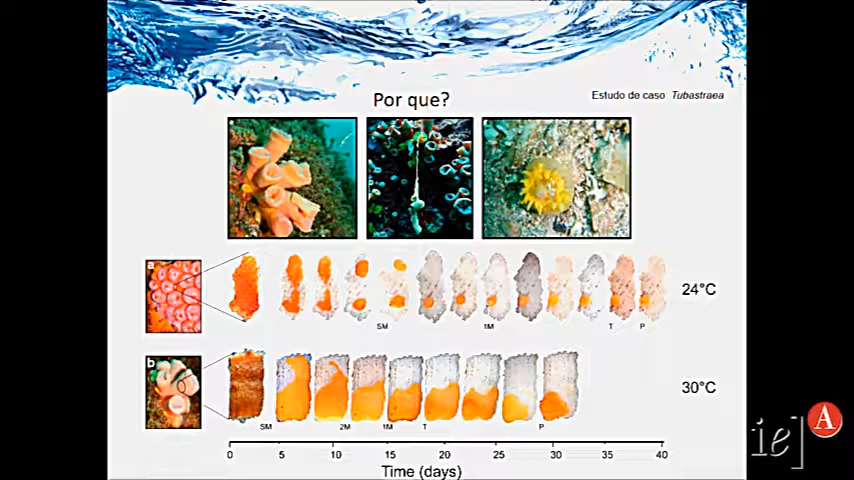 Por que?
Estudo de caso Tubastraea
a
24°C
SM
1M
T
P
b
30°C
SM
2M
1M
T
P
0 5 10 15 20 25 30 35 40
Time (days)
ie]
A